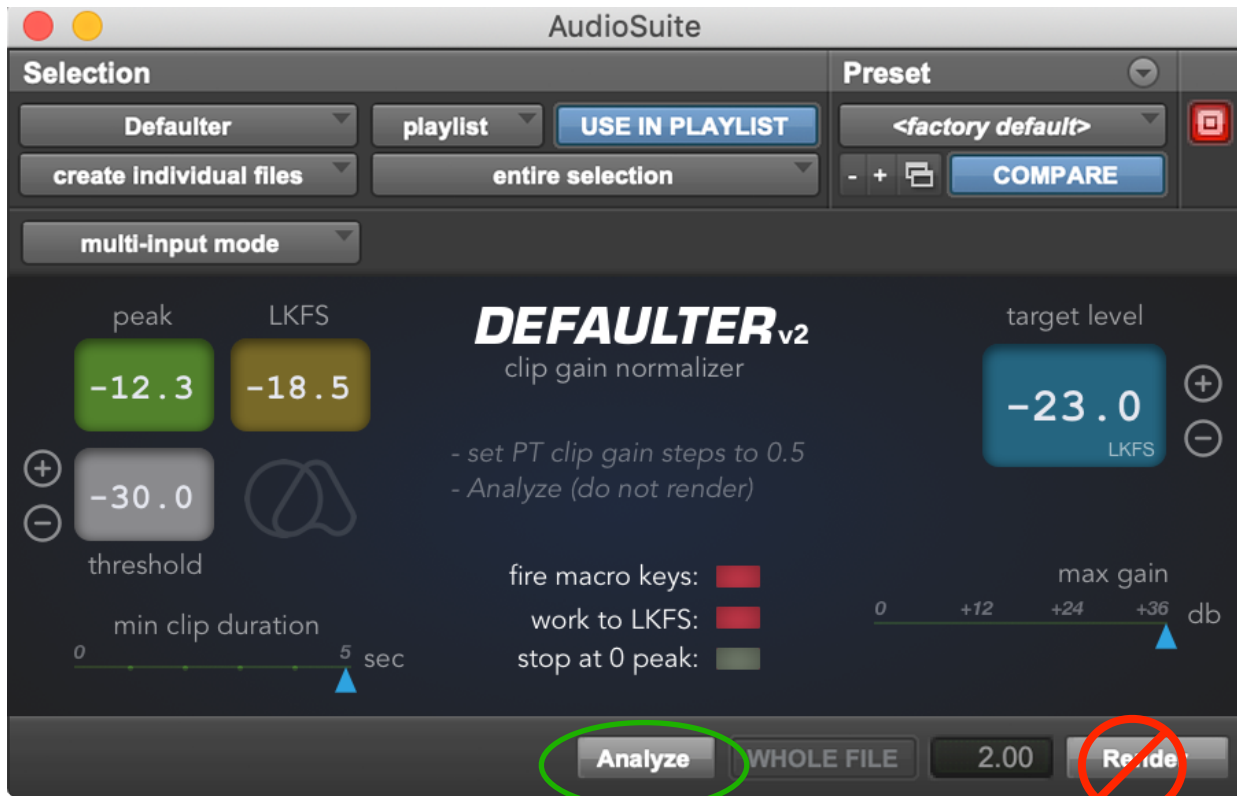 AudioSuite
Selection
Preset
Defaulter
playlist
USE IN PLAYLIST
<factory default>
create individual files
entire selection
- +
COMPARE
multi-input mode
peak
LKFS
DEFAULTER v2
clip gain normalizer
target level
-12.3
-18.5
-23.0
LKFS
- set PT clip gain steps to 0.5
- Analyze (do not render)
-30.0
threshold
fire macro keys:
work to LKFS:
stop at 0 peak:
max gain
0 +12 +24 +36 db
min clip duration
0 5 sec
Analyze
WHOLE FILE
2.00
Render